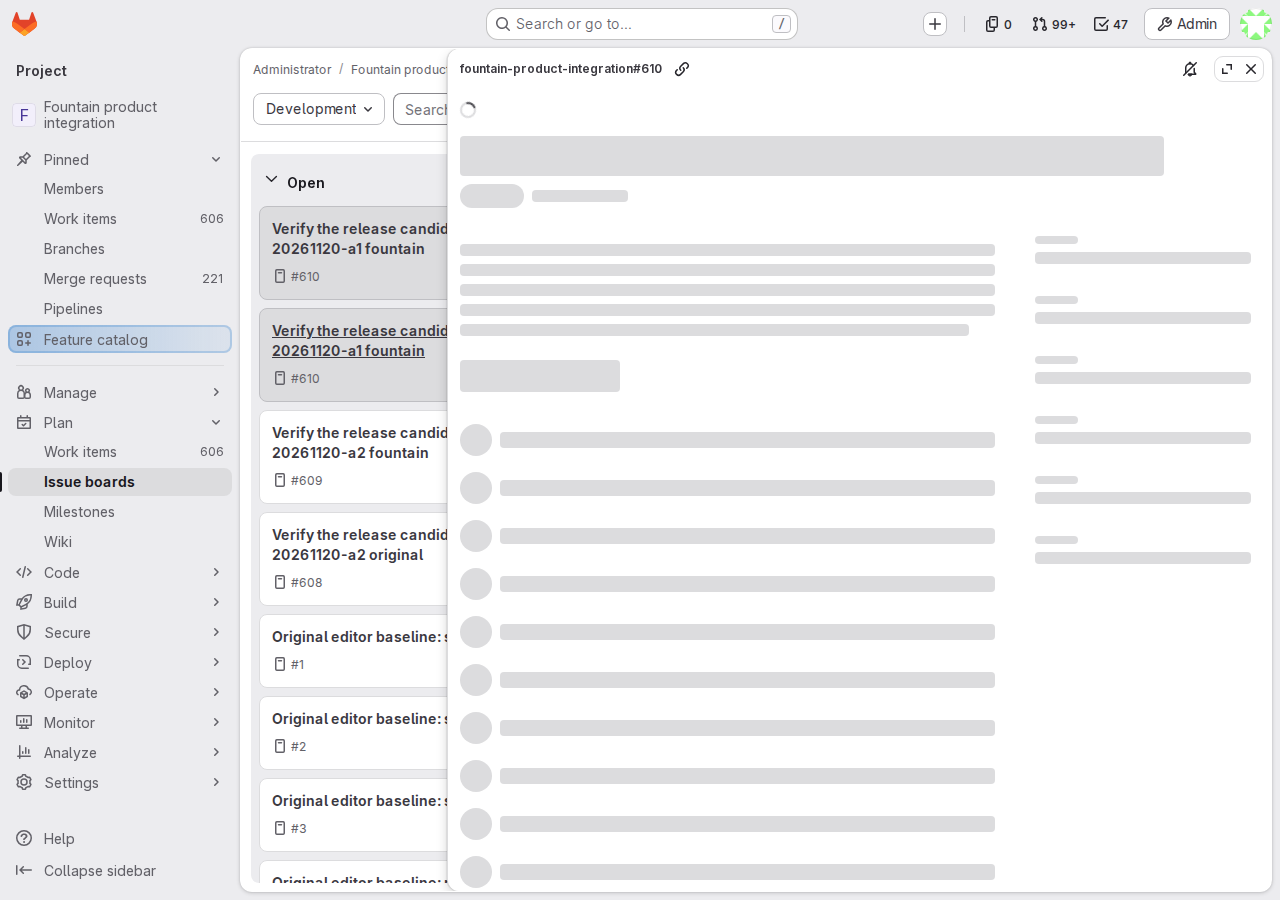 Search or go to...
/
0
99+
47
Admin
Project
F
Fountain product
integration
Pinned
Members
Work items
606
Branches
Merge requests
221
Pipelines
Feature catalog
Manage
Plan
Work items
606
Issue boards
Milestones
Wiki
Code
Build
Secure
Deploy
Operate
Monitor
Analyze
Settings
Help
Collapse sidebar
Administrator
/
Fountain product
Development
Search
Open
Verify the release candid
20261120-a1 fountain
#610
Verify the release candid
20261120-a1 fountain
#610
Verify the release candid
20261120-a2 fountain
#609
Verify the release candid
20261120-a2 original
#608
Original editor baseline:
#1
Original editor baseline:
#2
Original editor baseline:
#3
Original editor baseline:
fountain-product-integration#610